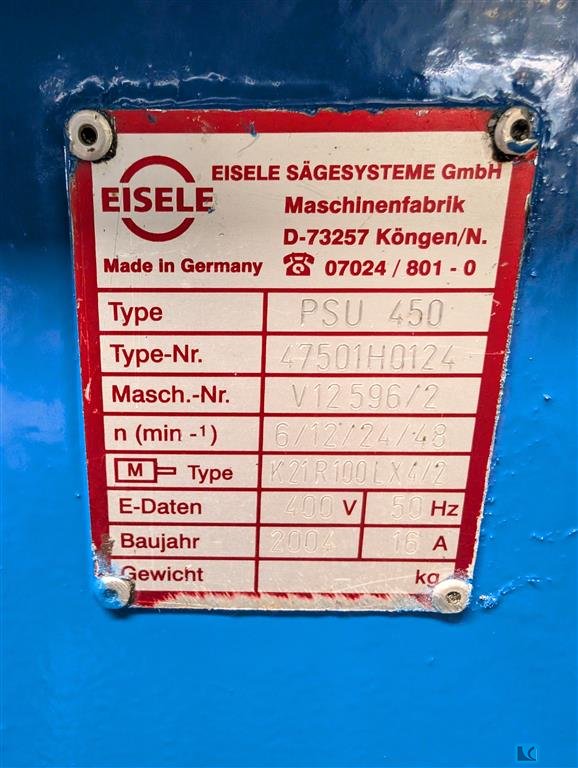 EISELE
EISELE SÄGESYSTEME GmbH
Maschinenfabrik
D-73257 Köngen/N.
Made in Germany ☎ 07024 / 801 - 0
Type PSU 450
Type-Nr. 47501H0124
Masch.-Nr. V12596/2
n (min -1) 6/12/24/48
M Type K21R100LX4/2
E-Daten 400 V 50 Hz
Baujahr 2004 16 A
Gewicht kg